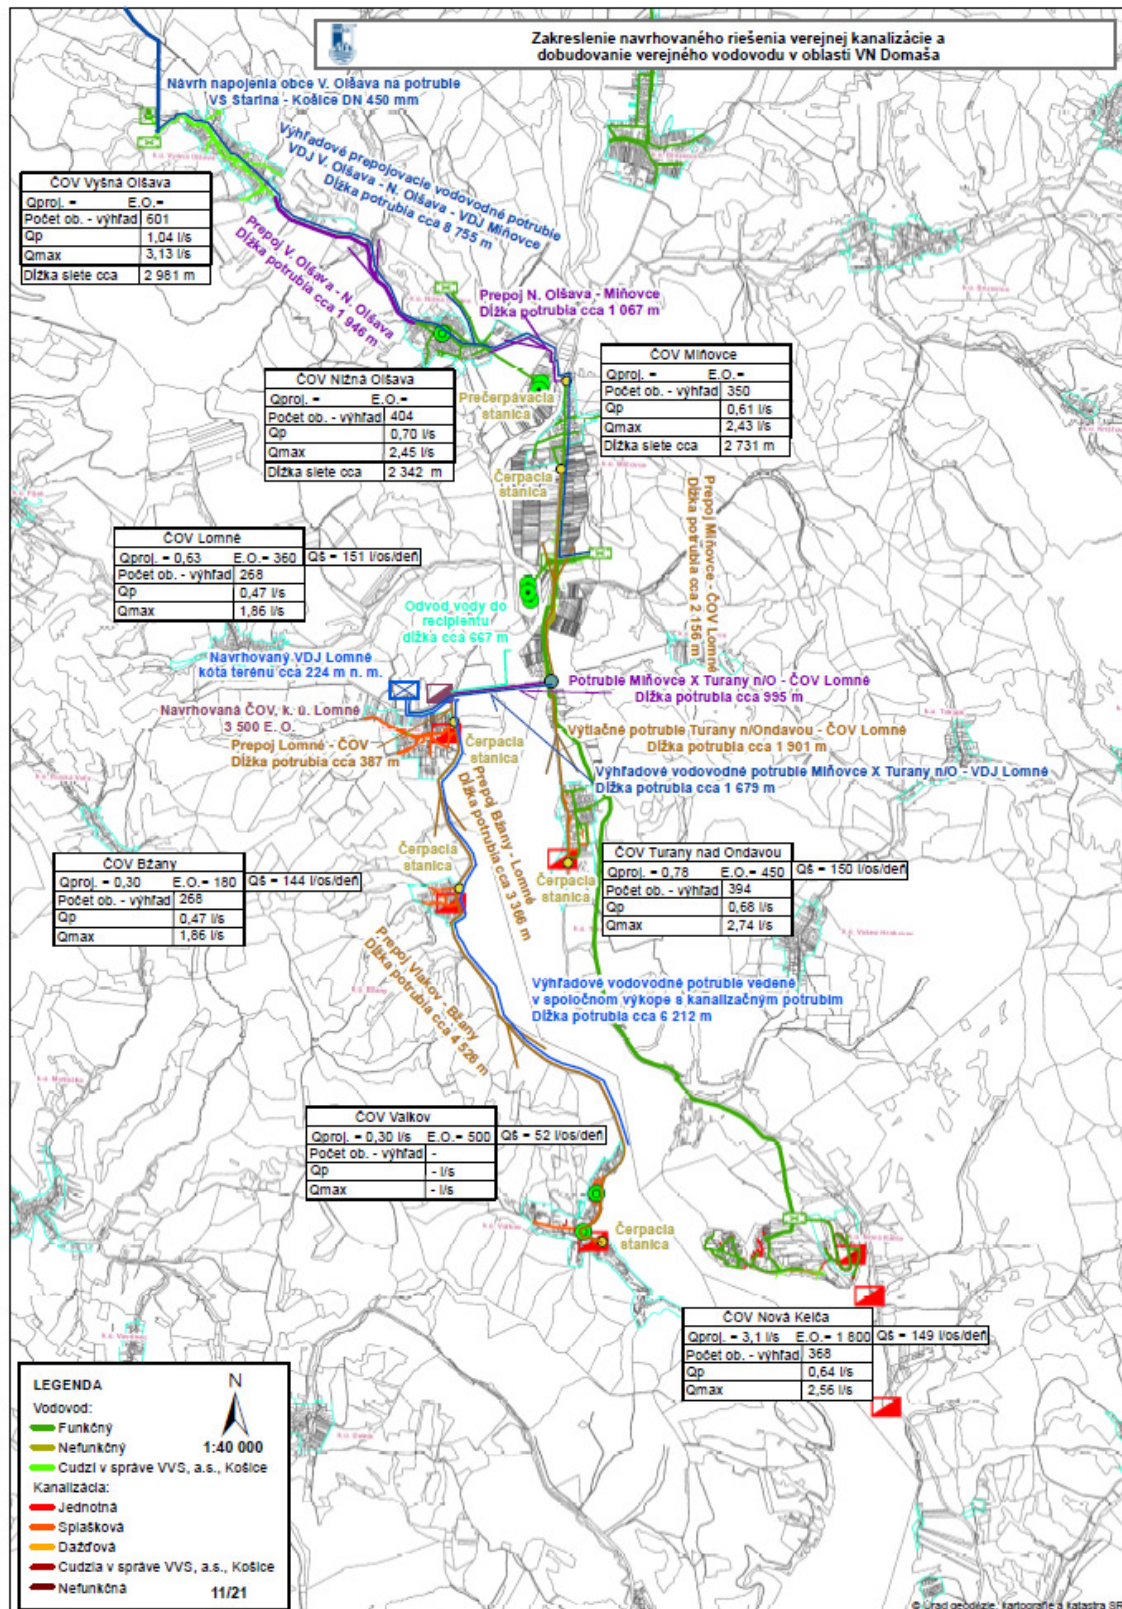 Zakreslenie navrhovaného riešenia verejnej kanalizácie a
dobudovanie verejného vodovodu v oblasti VN Domaša
Návrh napojenia obce V. Olšava na potrubie
VS Starina - Košice DN 450 mm
Výhľadové prepojovacie vodovodné potrubie
VDJ V. Olšava - N. Olšava - VDJ Miňovce
Dĺžka potrubia cca 8 755 m
ČOV Vyšná Olšava
Qproj. = E.O.=
Počet ob. - výhľad 601
Qp 1,04 l/s
Qmax 3,13 l/s
Dĺžka siete cca 2 981 m
Prepoj V. Olšava - N. Olšava
Dĺžka potrubia cca 1 946 m
Prepoj N. Olšava - Miňovce
Dĺžka potrubia cca 1 067 m
ČOV Nižná Olšava
Qproj. = E.O.=
Počet ob. - výhľad 404
Qp 0,70 l/s
Qmax 2,45 l/s
Dĺžka siete cca 2 342 m
Prečerpávacia
stanica
ČOV Miňovce
Qproj. = E.O.=
Počet ob. - výhľad 350
Qp 0,61 l/s
Qmax 2,43 l/s
Dĺžka siete cca 2 731 m
Čerpacia
stanica
Prepoj Miňovce - ČOV Lomné
Dĺžka potrubia cca 2 156 m
ČOV Lomné
Qproj. = 0,63 E.O.= 360 Qš = 151 l/os/deň
Počet ob. - výhľad 268
Qp 0,47 l/s
Qmax 1,86 l/s
Odvod vody do
recipientu
dĺžka cca 667 m
Navrhovaný VDJ Lomné
kóta terénu cca 224 m n. m.
Potrubie Miňovce X Turany n/O - ČOV Lomné
Dĺžka potrubia cca 995 m
Navrhovaná ČOV, k. ú. Lomné
3 500 E. O.
Výtlačné potrubie Turany n/Ondavou - ČOV Lomné
Dĺžka potrubia cca 1 901 m
Prepoj Lomné - ČOV
Dĺžka potrubia cca 387 m
Čerpacia
stanica
Výhľadové vodovodné potrubie Miňovce X Turany n/O - VDJ Lomné
Dĺžka potrubia cca 1 679 m
Prepoj Bžany - Lomné
Dĺžka potrubia cca 3 366 m
Čerpacia
stanica
ČOV Bžany
Qproj. = 0,30 E.O.= 180 Qš = 144 l/os/deň
Počet ob. - výhľad 268
Qp 0,47 l/s
Qmax 1,86 l/s
Čerpacia
stanica
ČOV Turany nad Ondavou
Qproj. = 0,78 E.O.= 450 Qš = 150 l/os/deň
Počet ob. - výhľad 394
Qp 0,68 l/s
Qmax 2,74 l/s
Prepoj Vlakov - Bžany
Dĺžka potrubia cca 4 526 m
Výhľadové vodovodné potrubie vedené
v spoločnom výkope s kanalizačným potrubím
Dĺžka potrubia cca 6 212 m
ČOV Valkov
Qproj. = 0,30 l/s E.O.= 500 Qš = 52 l/os/deň
Počet ob. - výhľad -
Qp - l/s
Qmax - l/s
Čerpacia
stanica
ČOV Nová Kelča
Qproj. = 3,1 l/s E.O.= 1 800 Qš = 149 l/os/deň
Počet ob. - výhľad 368
Qp 0,64 l/s
Qmax 2,56 l/s
LEGENDA
N
Vodovod:
Funkčný
Nefunkčný
1:40 000
Cudzí v správe VVS, a.s., Košice
Kanalizácia:
Jednotná
Splašková
Dažďová
Cudzia v správe VVS, a.s., Košice
Nefunkčná
11/21
© Úrad geodézie, kartografie a katastra SR